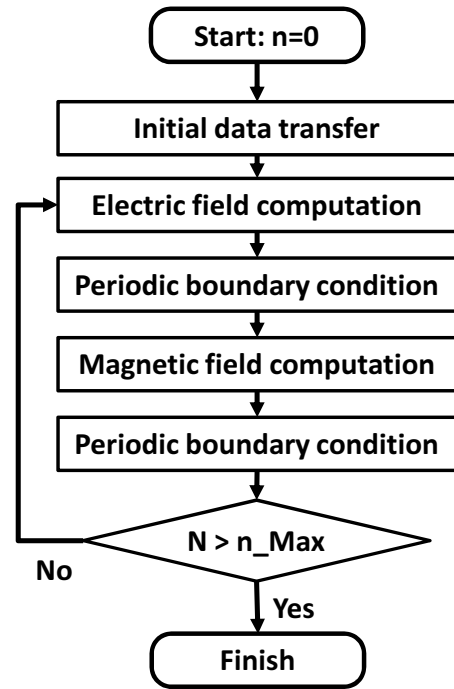 Start: n=0
Initial data transfer
Electric field computation
Periodic boundary condition
Magnetic field computation
Periodic boundary condition
N > n_Max
No
Yes
Finish